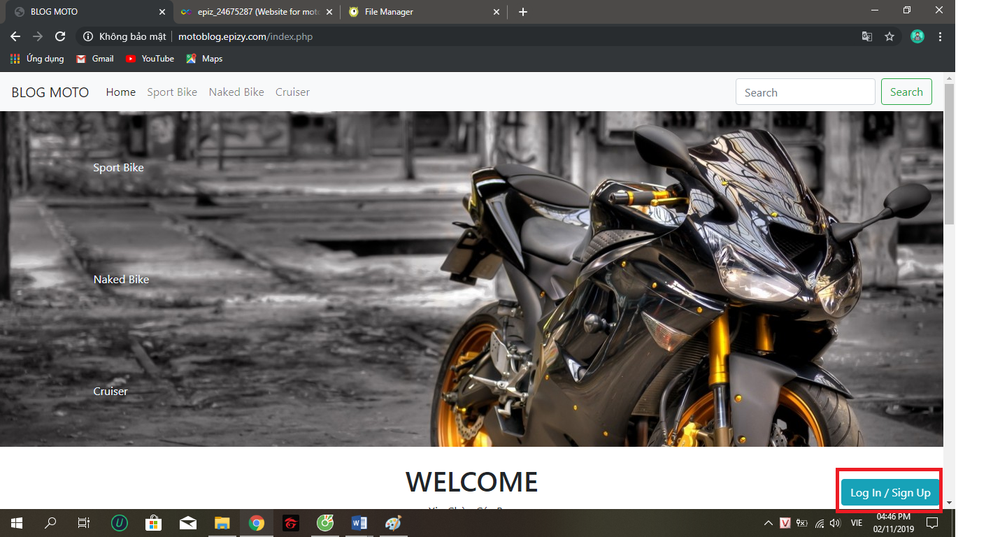 BLOG MOTO
epiz_24675287 (Website for moto
File Manager
Không bảo mật
motoblog.epizy.com/index.php
Ứng dụng
Gmail
YouTube
Maps
BLOG MOTO
Home
Sport Bike
Naked Bike
Cruiser
Search
Search
Sport Bike
Naked Bike
Cruiser
WELCOME
Log In / Sign Up
VIE
04:46 PM
02/11/2019